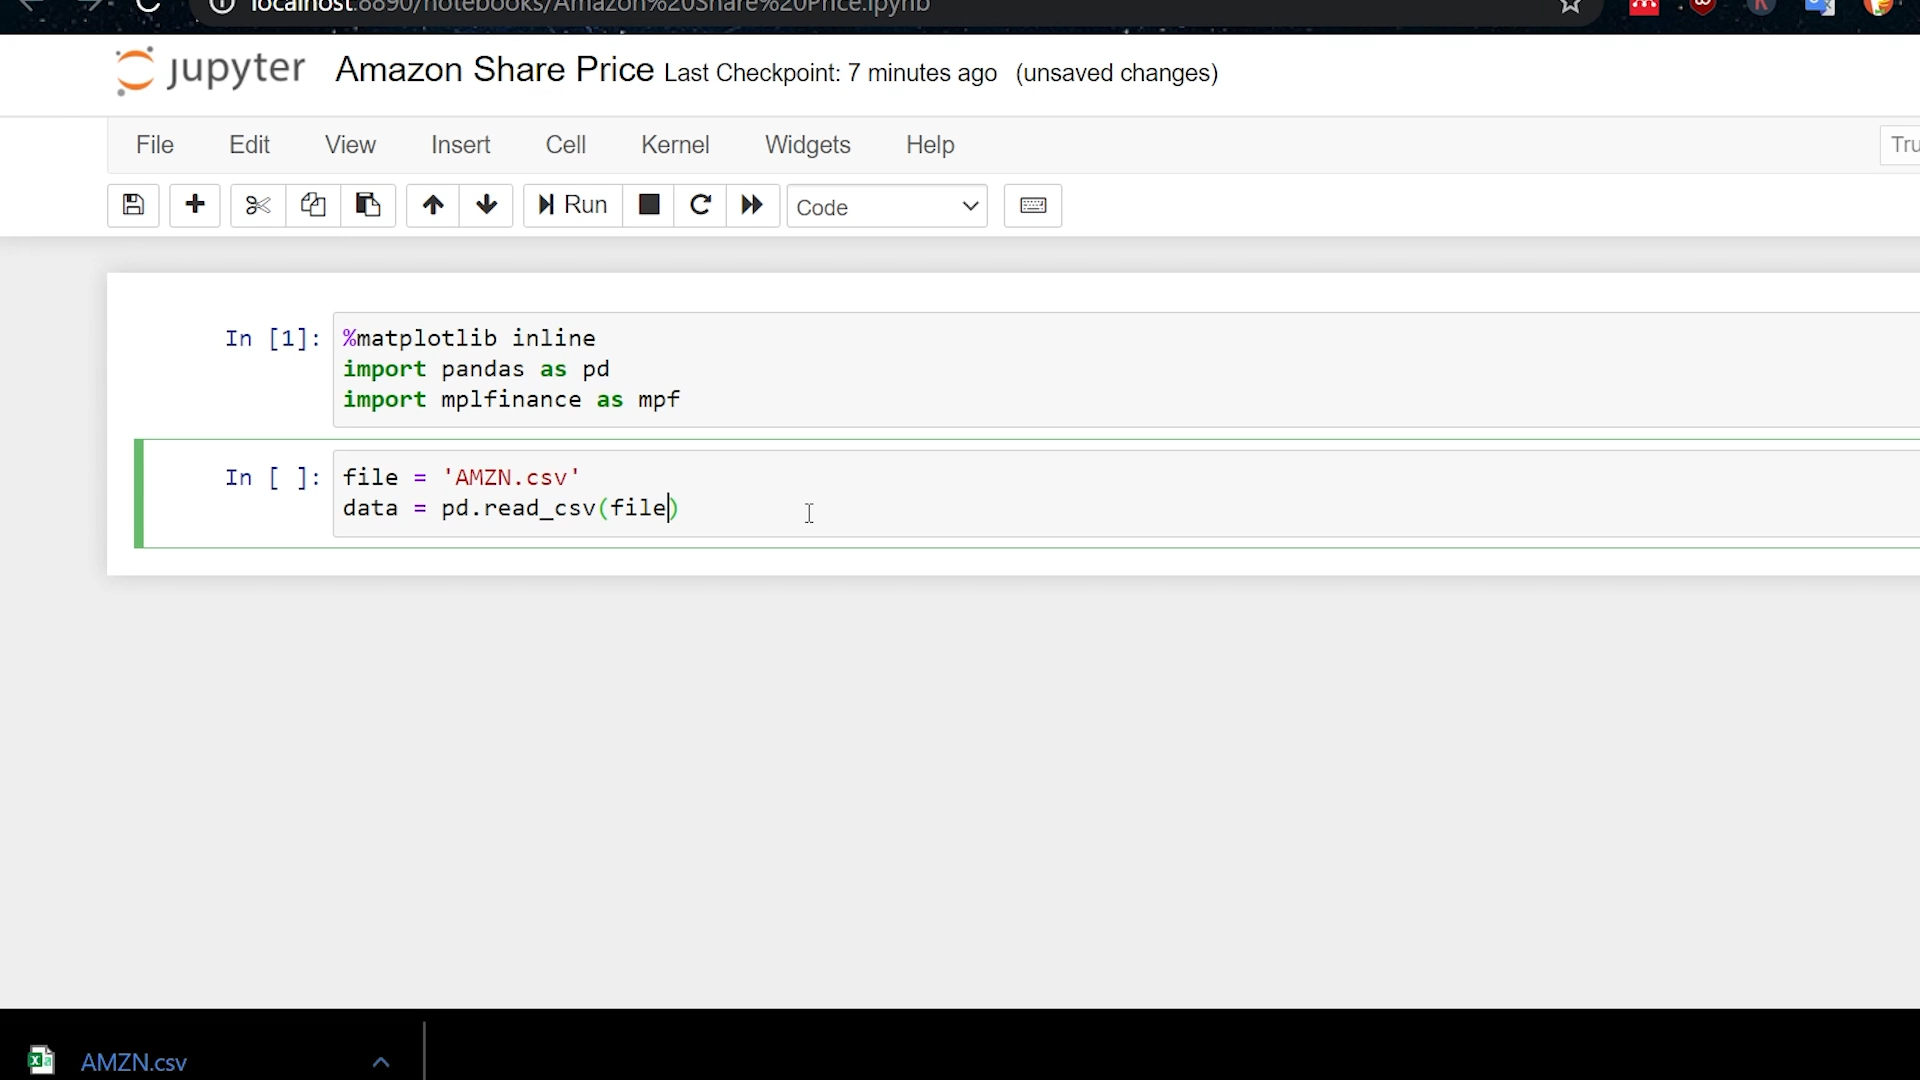 localhost:8890/notebooks/Amazon%20Share%20Price.ipynb
jupyter Amazon Share Price Last Checkpoint: 7 minutes ago (unsaved changes)
File Edit View Insert Cell Kernel Widgets Help Tru
Run Code
In [1]: %matplotlib inline
import pandas as pd
import mplfinance as mpf
In [ ]: file = 'AMZN.csv'
data = pd.read_csv(file)
AMZN.csv